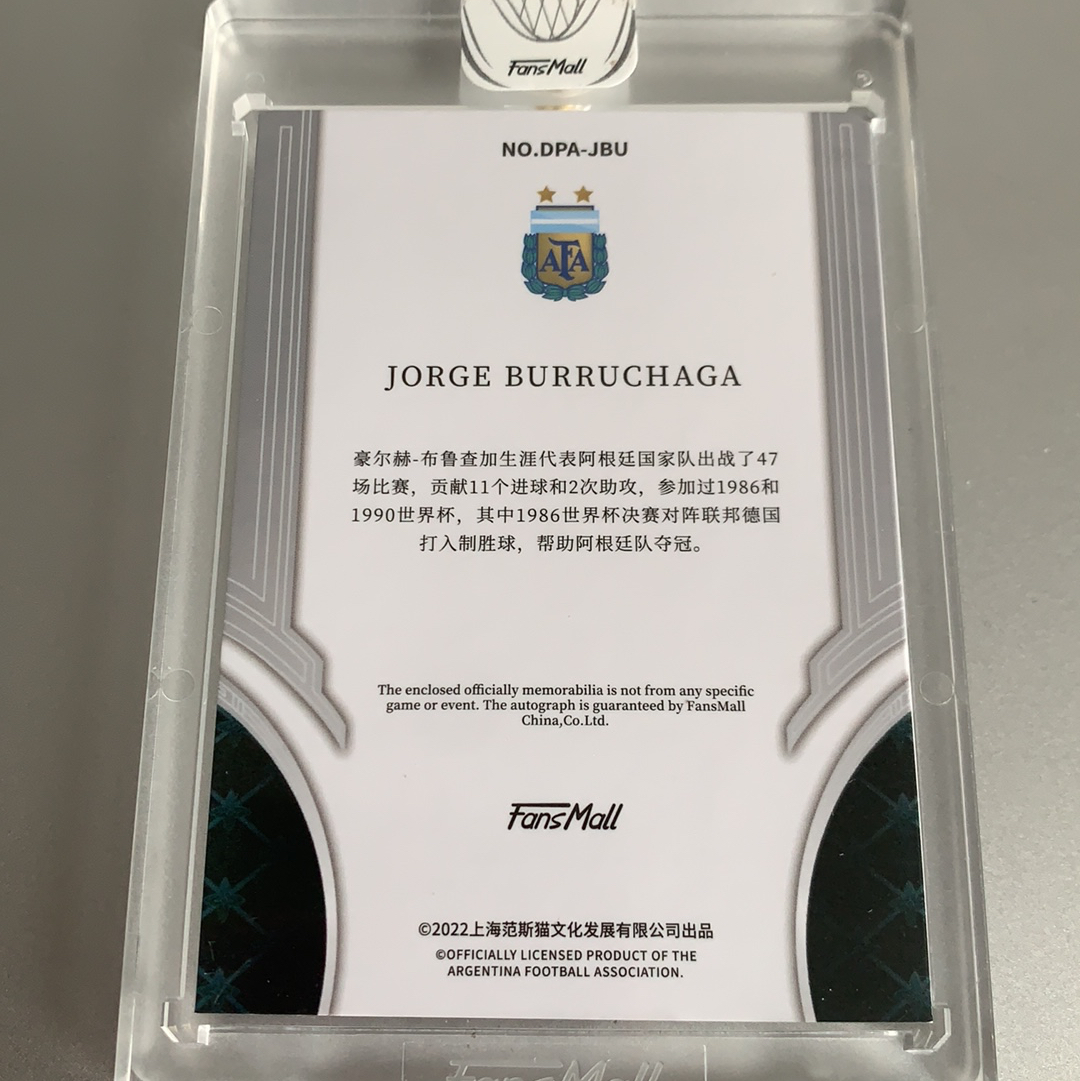 FansMall
NO.DPA-JBU
AFA
JORGE BURRUCHAGA
豪尔赫-布鲁查加生涯代表阿根廷国家队出战了47
场比赛，贡献11个进球和2次助攻，参加过1986和
1990世界杯，其中1986世界杯决赛对阵联邦德国
打入制胜球，帮助阿根廷队夺冠。
The enclosed officially memorabilia is not from any specific
game or event. The autograph is guaranteed by FansMall
China,Co.Ltd.
FansMall
©2022上海范斯猫文化发展有限公司出品
©OFFICIALLY LICENSED PRODUCT OF THE
ARGENTINA FOOTBALL ASSOCIATION.
FansMall